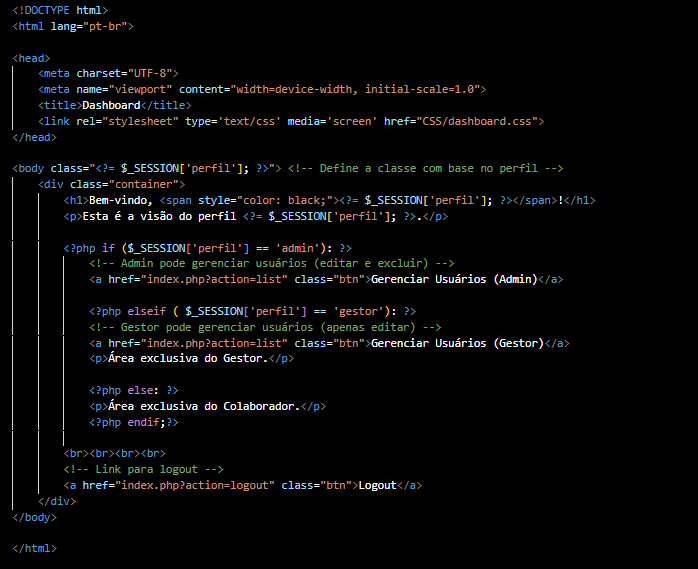 <!DOCTYPE html>
<html lang="pt-br">
<head>
<meta charset="UTF-8">
<meta name="viewport" content="width=device-width, initial-scale=1.0">
<title>Dashboard</title>
<link rel="stylesheet" type='text/css' media='screen' href="CSS/dashboard.css">
</head>
<body class="<?= $_SESSION['perfil']; ?>"> <!-- Define a classe com base no perfil -->
<div class="container">
<h1>Bem-vindo, <span style="color: black;"><?= $_SESSION['perfil']; ?></span>!</h1>
<p>Esta é a visão do perfil <?= $_SESSION['perfil']; ?>.</p>
<?php if ($_SESSION['perfil'] == 'admin'): ?>
<!-- Admin pode gerenciar usuários (editar e excluir) -->
<a href="index.php?action=list" class="btn">Gerenciar Usuários (Admin)</a>
<?php elseif ( $_SESSION['perfil'] == 'gestor'): ?>
<!-- Gestor pode gerenciar usuários (apenas editar) -->
<a href="index.php?action=list" class="btn">Gerenciar Usuários (Gestor)</a>
<p>Área exclusiva do Gestor.</p>
<?php else: ?>
<p>Área exclusiva do Colaborador.</p>
<?php endif;?>
<br><br><br><br>
<!-- Link para logout -->
<a href="index.php?action=logout" class="btn">Logout</a>
</div>
</body>
</html>